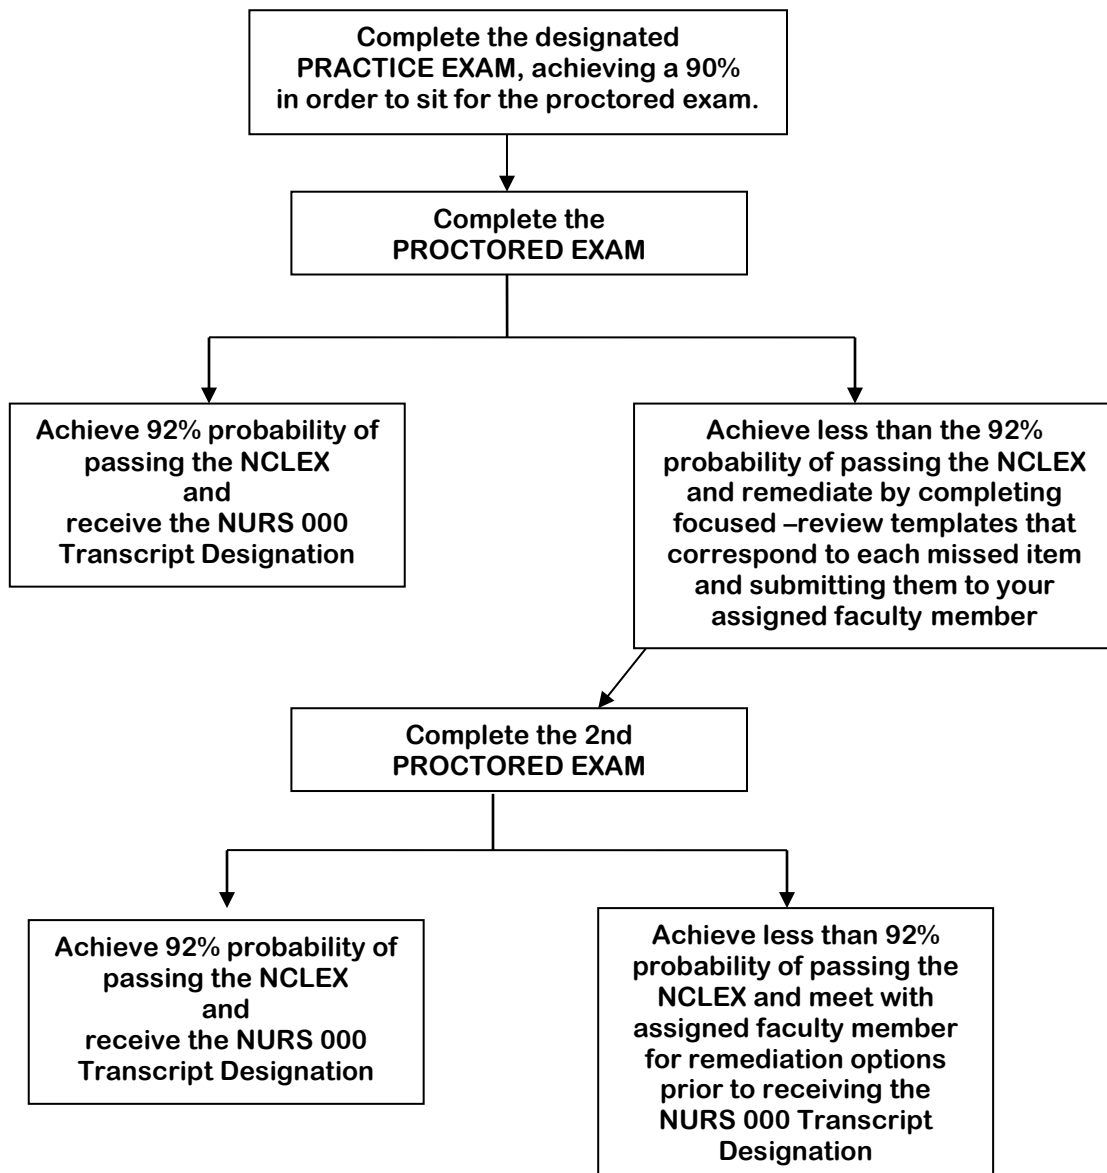 Complete the designated
PRACTICE EXAM, achieving a 90%
in order to sit for the proctored exam.
Complete the
PROCTORED EXAM
Achieve 92% probability of
passing the NCLEX
and
receive the NURS 000
Transcript Designation
Achieve less than the 92%
probability of passing the NCLEX
and remediate by completing
focused –review templates that
correspond to each missed item
and submitting them to your
assigned faculty member
Complete the 2nd
PROCTORED EXAM
Achieve 92% probability of
passing the NCLEX
and
receive the NURS 000
Transcript Designation
Achieve less than 92%
probability of passing the
NCLEX and meet with
assigned faculty member
for remediation options
prior to receiving the
NURS 000 Transcript
Designation